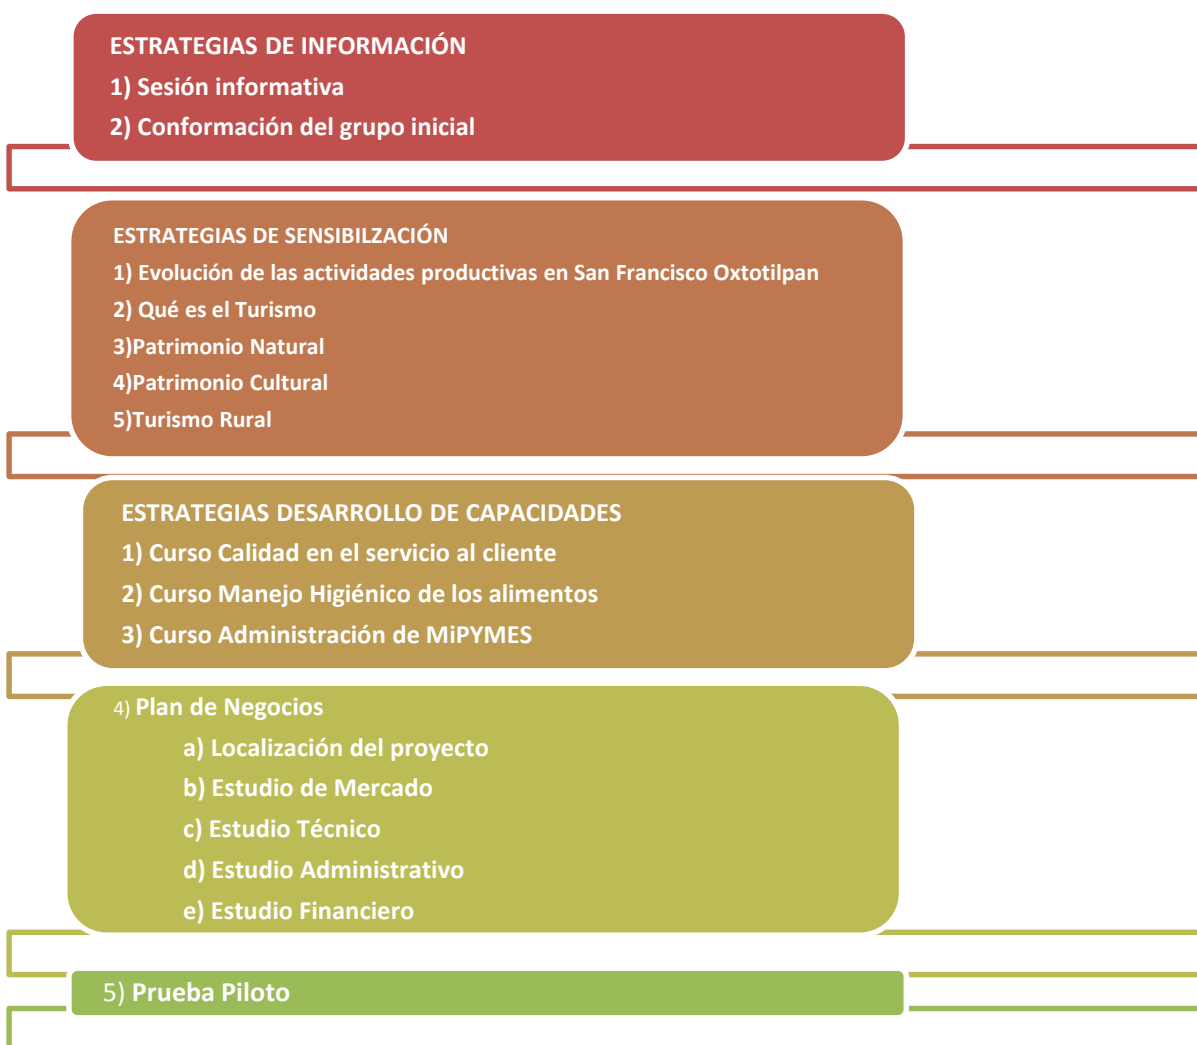 ESTRATEGIAS DE INFORMACIÓN
1) Sesión informativa
2) Conformación del grupo inicial
ESTRATEGIAS DE SENSIBILZACIÓN
1) Evolución de las actividades productivas en San Francisco Oxtotilpan
2) Qué es el Turismo
3)Patrimonio Natural
4)Patrimonio Cultural
5)Turismo Rural
ESTRATEGIAS DESARROLLO DE CAPACIDADES
1) Curso Calidad en el servicio al cliente
2) Curso Manejo Higiénico de los alimentos
3) Curso Administración de MiPYMES
4) Plan de Negocios
a) Localización del proyecto
b) Estudio de Mercado
c) Estudio Técnico
d) Estudio Administrativo
e) Estudio Financiero
5) Prueba Piloto